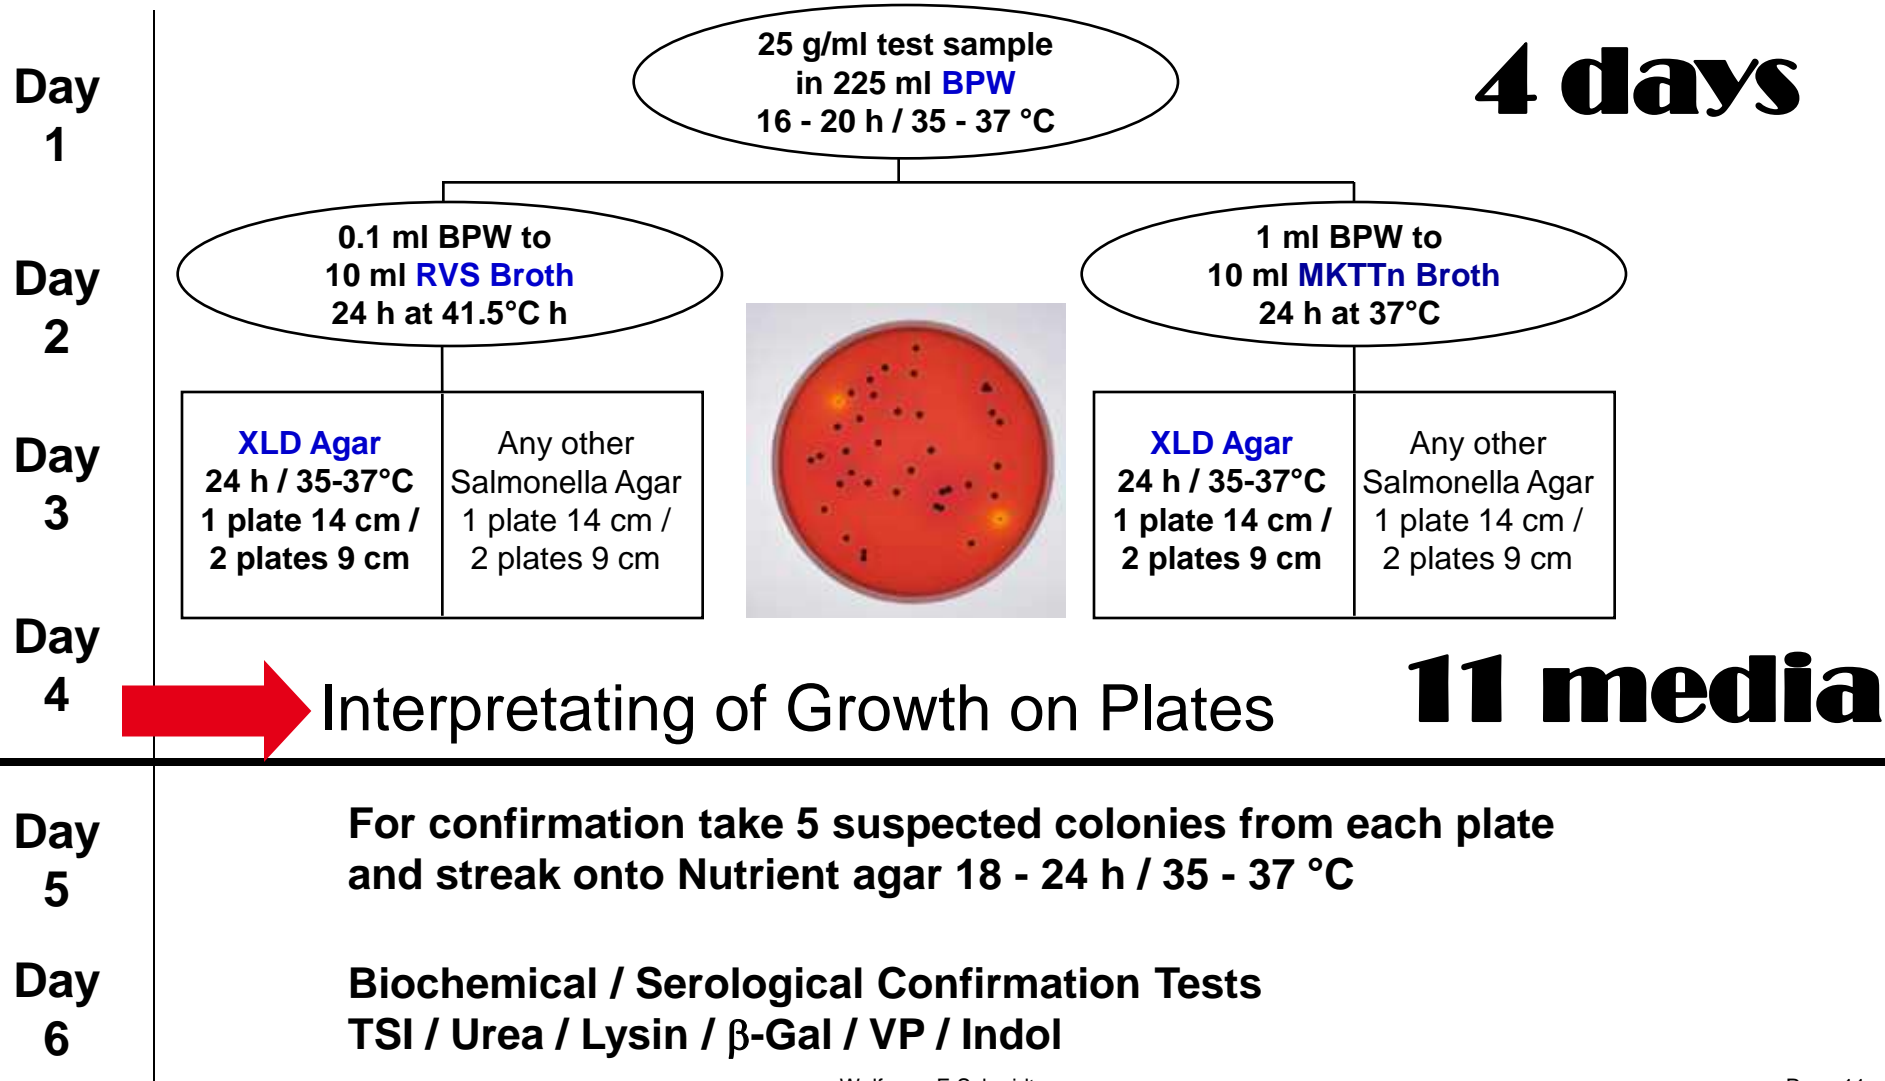 Day
1
25 g/ml test sample
in 225 ml BPW
16 - 20 h / 35 - 37 °C
4 days
Day
2
0.1 ml BPW to
10 ml RVS Broth
24 h at 41.5°C h
1 ml BPW to
10 ml MKTTn Broth
24 h at 37°C
Day
3
XLD Agar
24 h / 35-37°C
1 plate 14 cm /
2 plates 9 cm
Any other
Salmonella Agar
1 plate 14 cm /
2 plates 9 cm
XLD Agar
24 h / 35-37°C
1 plate 14 cm /
2 plates 9 cm
Any other
Salmonella Agar
1 plate 14 cm /
2 plates 9 cm
Day
4
Interpretating of Growth on Plates
11 media
Day
5
For confirmation take 5 suspected colonies from each plate
and streak onto Nutrient agar 18 - 24 h / 35 - 37 °C
Day
6
Biochemical / Serological Confirmation Tests
TSI / Urea / Lysin / β-Gal / VP / Indol